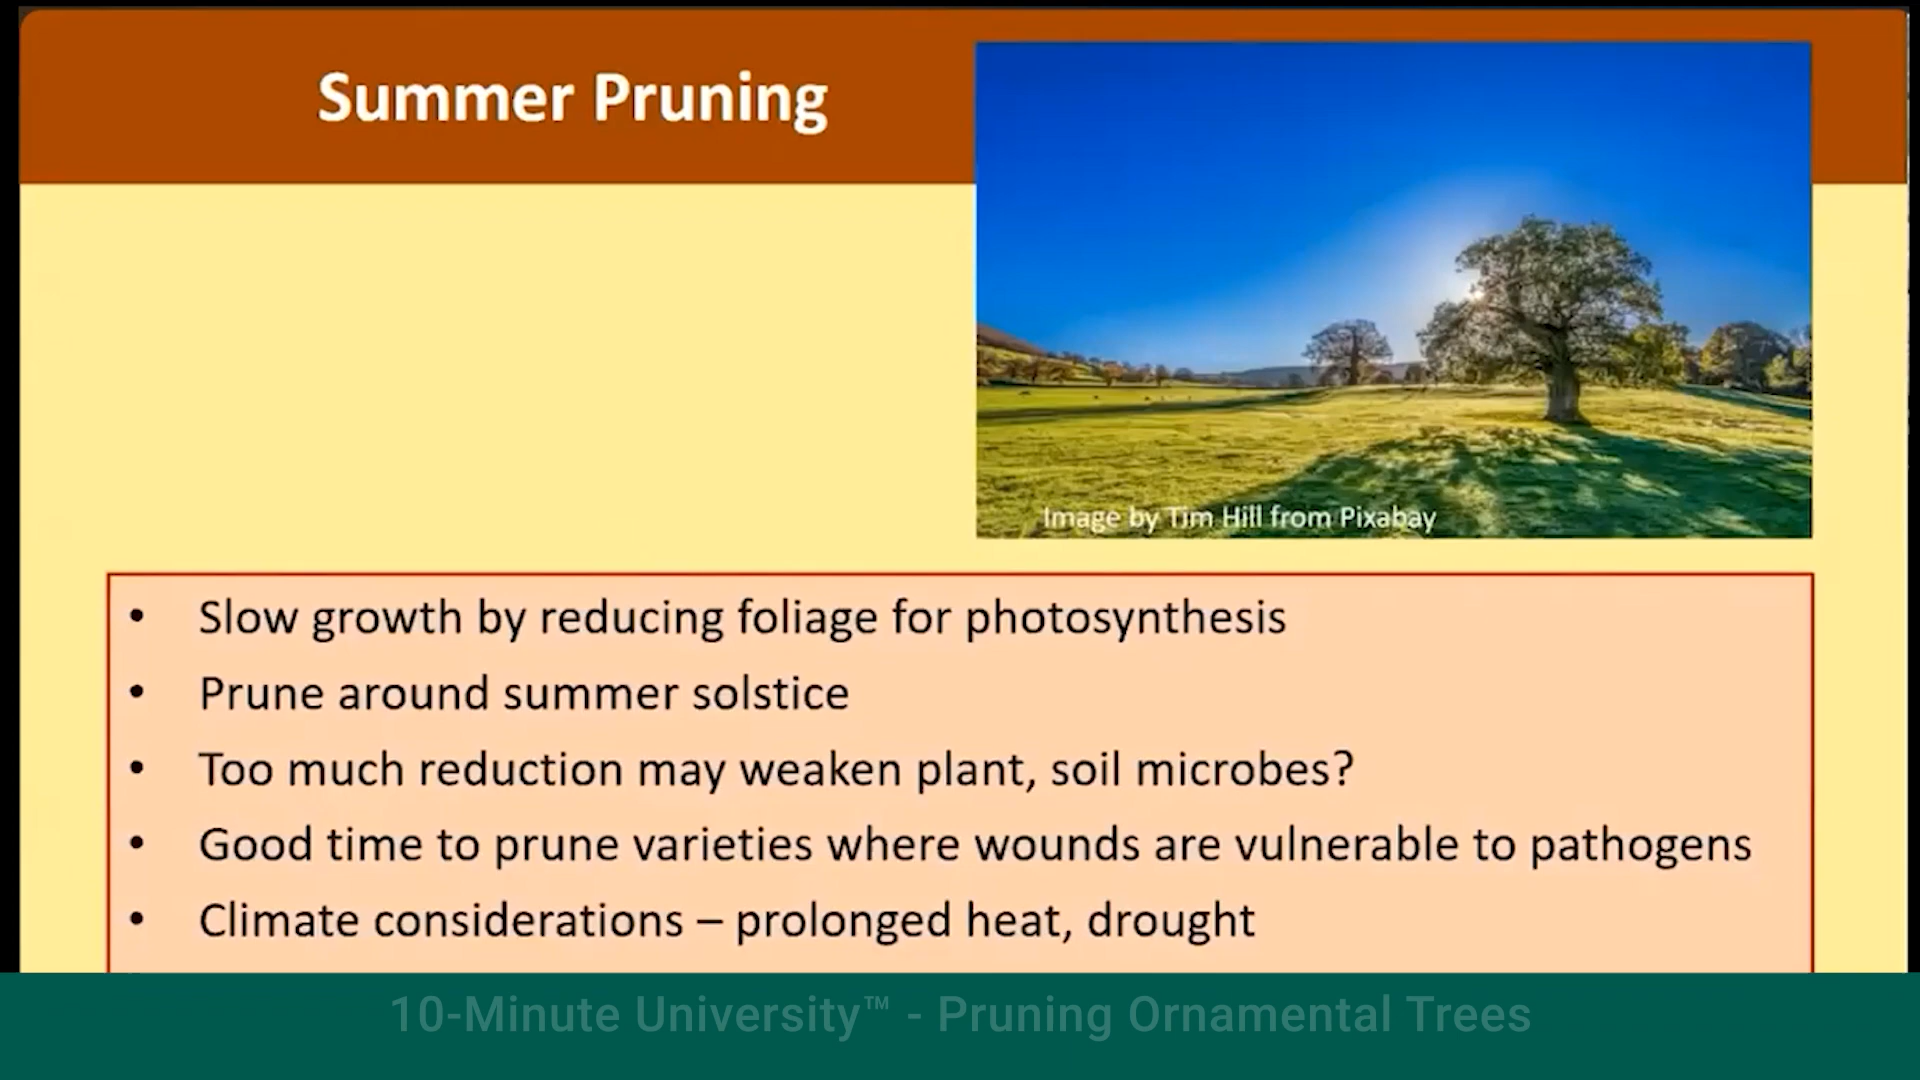 Summer Pruning
Image by Tim Hill from Pixabay
• Slow growth by reducing foliage for photosynthesis
• Prune around summer solstice
• Too much reduction may weaken plant, soil microbes?
• Good time to prune varieties where wounds are vulnerable to pathogens
• Climate considerations – prolonged heat, drought
10-Minute University™ - Pruning Ornamental Trees